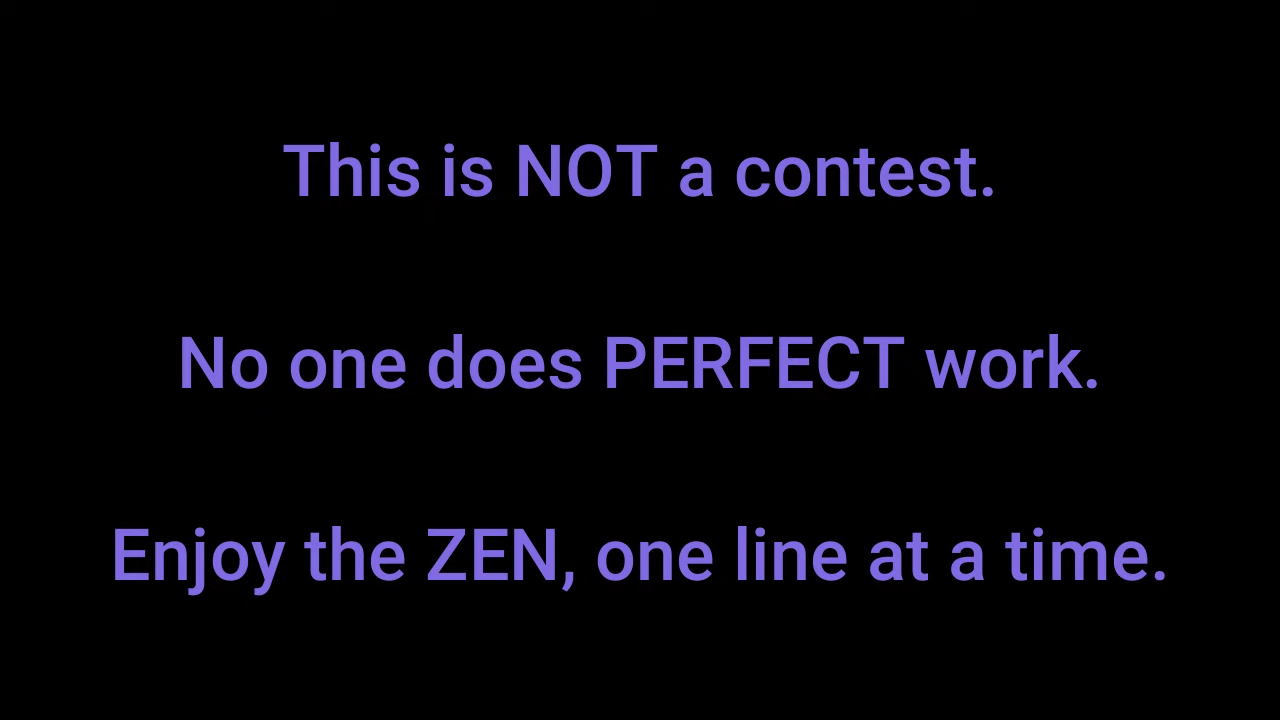 This is NOT a contest.
No one does PERFECT work.
Enjoy the ZEN, one line at a time.